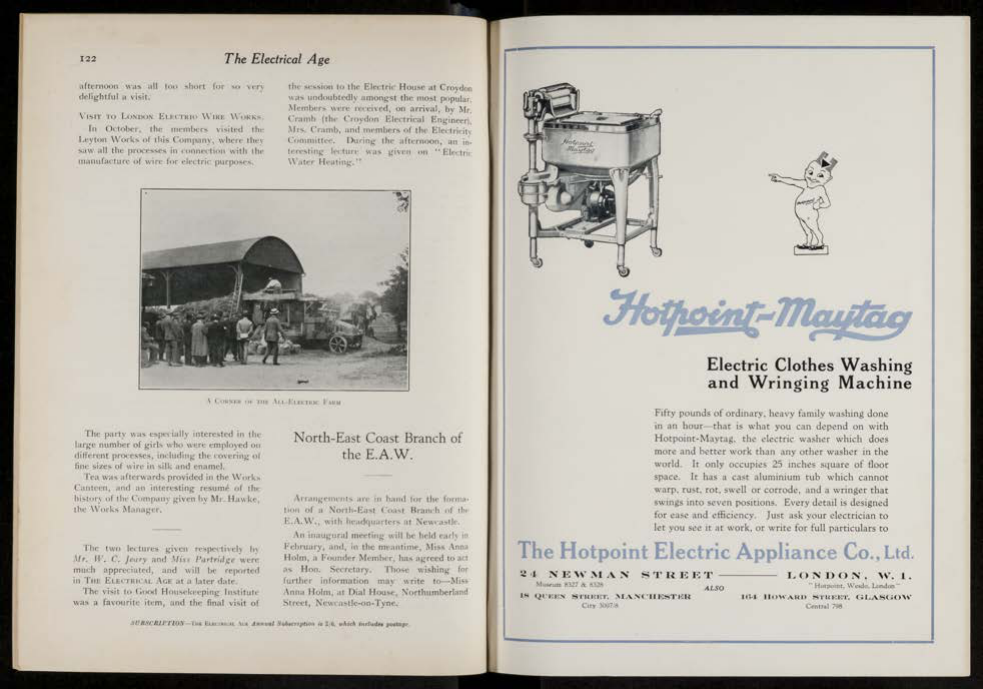 122
The Electrical Age
afternoon was all too short for so very
delightful a visit.
VISIT TO LONDON ELECTRIC WIRE WORKS.
In October, the members visited the
Leyton Works of this Company, where they
saw all the processes in connection with the
manufacture of wire for electric purposes.
the session to the Electric House at Croydon
was undoubtedly amongst the most popular.
Members were received, on arrival, by Mr.
Cramb (the Croydon Electrical Engineer),
Mrs. Cramb, and members of the Electricity
Committee. During the afternoon, an in-
teresting lecture was given on "Electric
Water Heating."
A CORNER OF THE ALL-ELECTRIC FARM
The party was especially interested in the
large number of girls who were employed on
different processes, including the covering of
fine sizes of wire in silk and enamel.
Tea was afterwards provided in the Works
Canteen, and an interesting resumé of the
history of the Company given by Mr. Hawke,
the Works Manager.
The two lectures given respectively by
Mr. W. C. Jeary and Miss Partridge were
much appreciated, and will be reported
in THE ELECTRICAL AGE at a later date.
The visit to Good Housekeeping Institute
was a favourite item, and the final visit of
North-East Coast Branch of
the E.A.W.
Arrangements are in hand for the forma-
tion of a North-East Coast Branch of the
E.A.W., with headquarters at Newcastle.
An inaugural meeting will be held early in
February, and, in the meantime, Miss Anna
Holm, a Founder Member, has agreed to act
as Hon. Secretary. Those wishing for
further information may write to—Miss
Anna Holm, at Dial House, Northumberland
Street, Newcastle-on-Tyne.
SUBSCRIPTION—THE ELECTRICAL AGE Annual Subscription is 2/6, which includes postage.
Hotpoint
Maytag
Hotpoint-Maytag
Electric Clothes Washing
and Wringing Machine
Fifty pounds of ordinary, heavy family washing done
in an hour—that is what you can depend on with
Hotpoint-Maytag, the electric washer which does
more and better work than any other washer in the
world. It only occupies 25 inches square of floor
space. It has a cast aluminium tub which cannot
warp, rust, rot, swell or corrode, and a wringer that
swings into seven positions. Every detail is designed
for ease and efficiency. Just ask your electrician to
let you see it at work, or write for full particulars to
The Hotpoint Electric Appliance Co., Ltd.
24 NEWMAN STREET — LONDON, W. 1.
Museum 8327 & 8328
"Hotpoint, Wesdo, London"
ALSO
18 QUEEN STREET, MANCHESTER
164 HOWARD STREET, GLASGOW
City 5007/8
Central 798